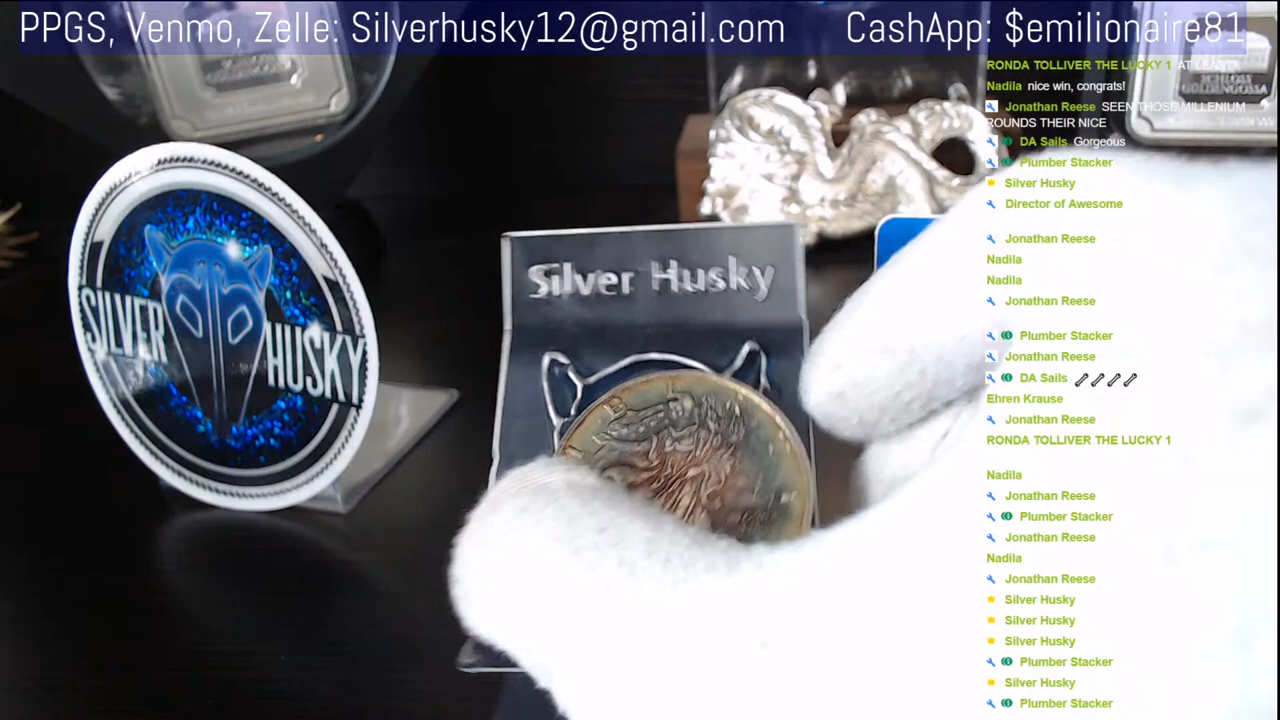 PPGS, Venmo, Zelle: Silverhusky12@gmail.com CashApp: $emilionaire81
RONDA TOLLIVER THE LUCKY 1 AT LEAST
Nadila nice win, congrats!
Jonathan Reese SEEN THOSE MILLENIUM
ROUNDS THEIR NICE
DA Sails Gorgeous
Plumber Stacker
Silver Husky
Director of Awesome
Jonathan Reese
Nadila
Nadila
Jonathan Reese
Plumber Stacker
Jonathan Reese
DA Sails
Ehren Krause
Jonathan Reese
RONDA TOLLIVER THE LUCKY 1
Nadila
Jonathan Reese
Plumber Stacker
Jonathan Reese
Nadila
Jonathan Reese
Silver Husky
Silver Husky
Silver Husky
Plumber Stacker
Silver Husky
Plumber Stacker
SILVER HUSKY
Silver Husky
SCHLOSS
GÜLDENGOSSA